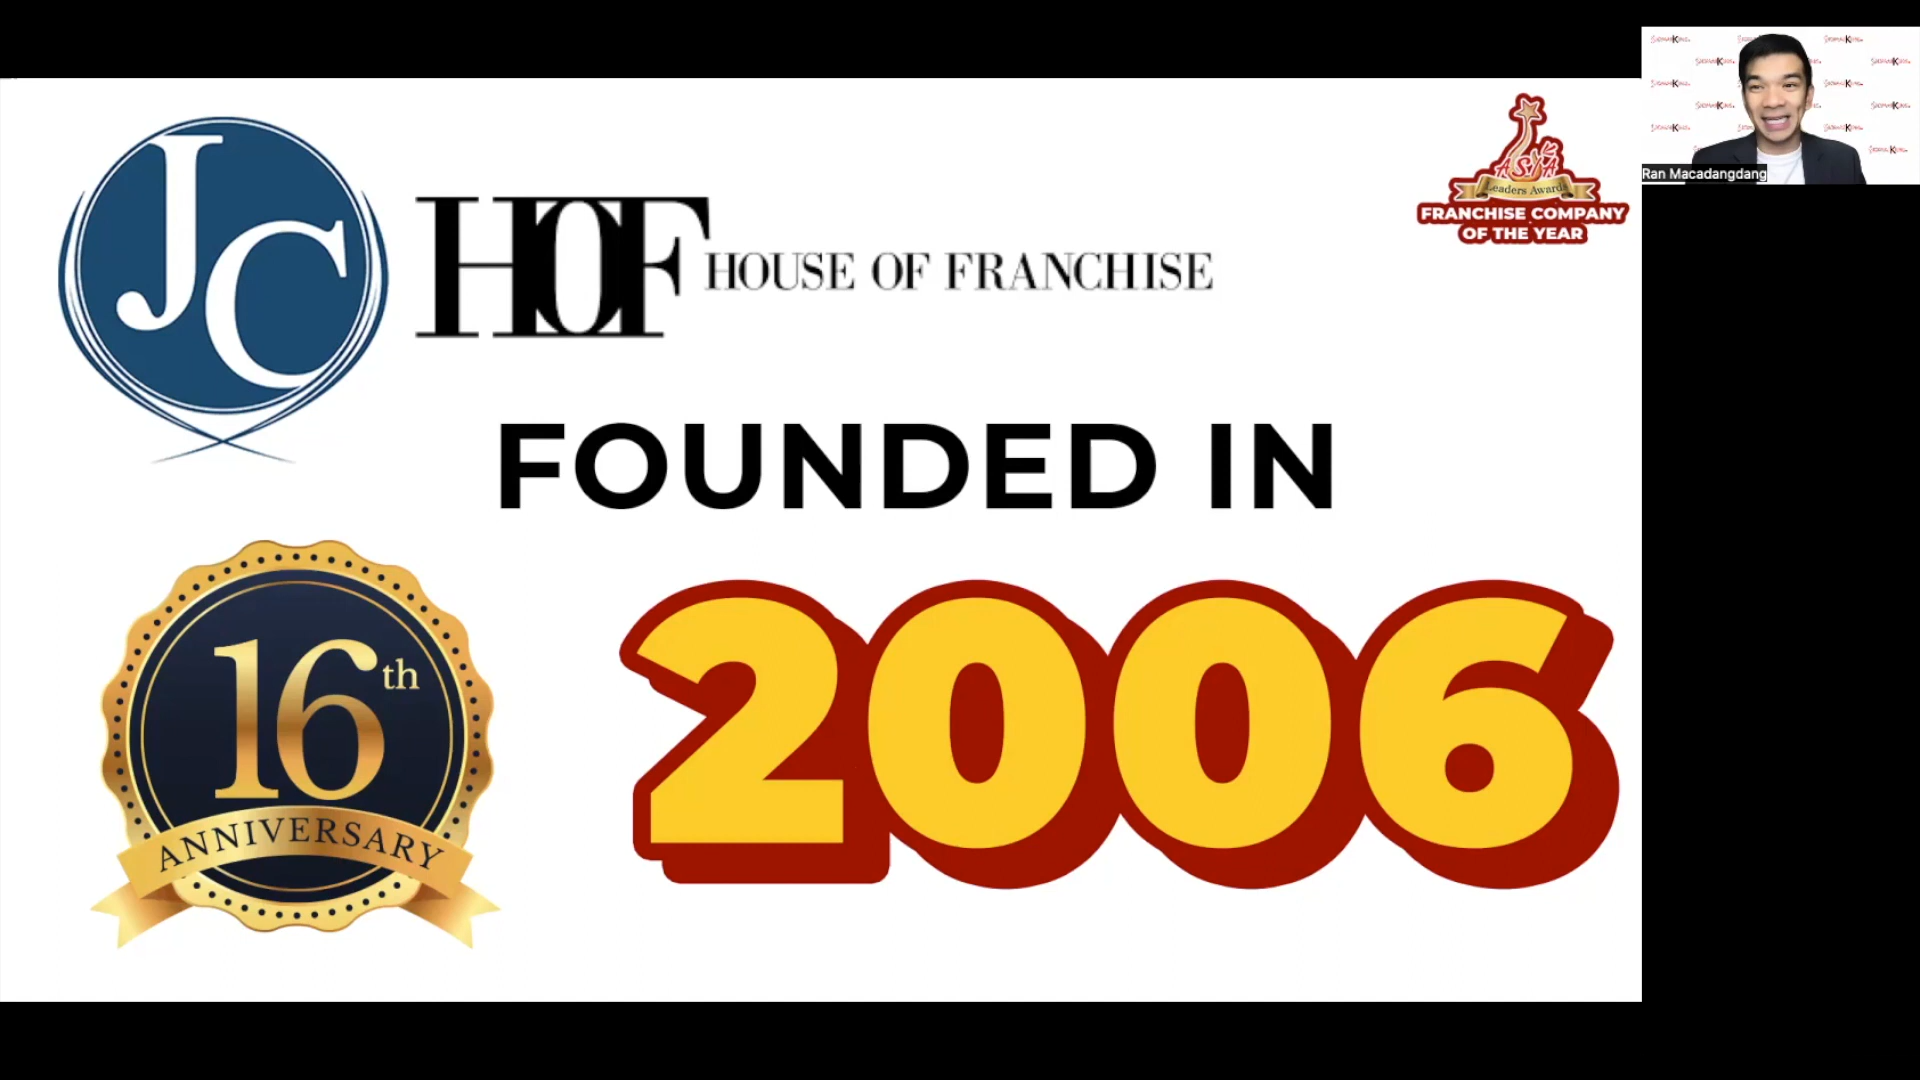 JC
HOF HOUSE OF FRANCHISE
ASYA
Leaders Awards
FRANCHISE COMPANY
OF THE YEAR
Ran Macadangdang
FOUNDED IN
16th
ANNIVERSARY
2006